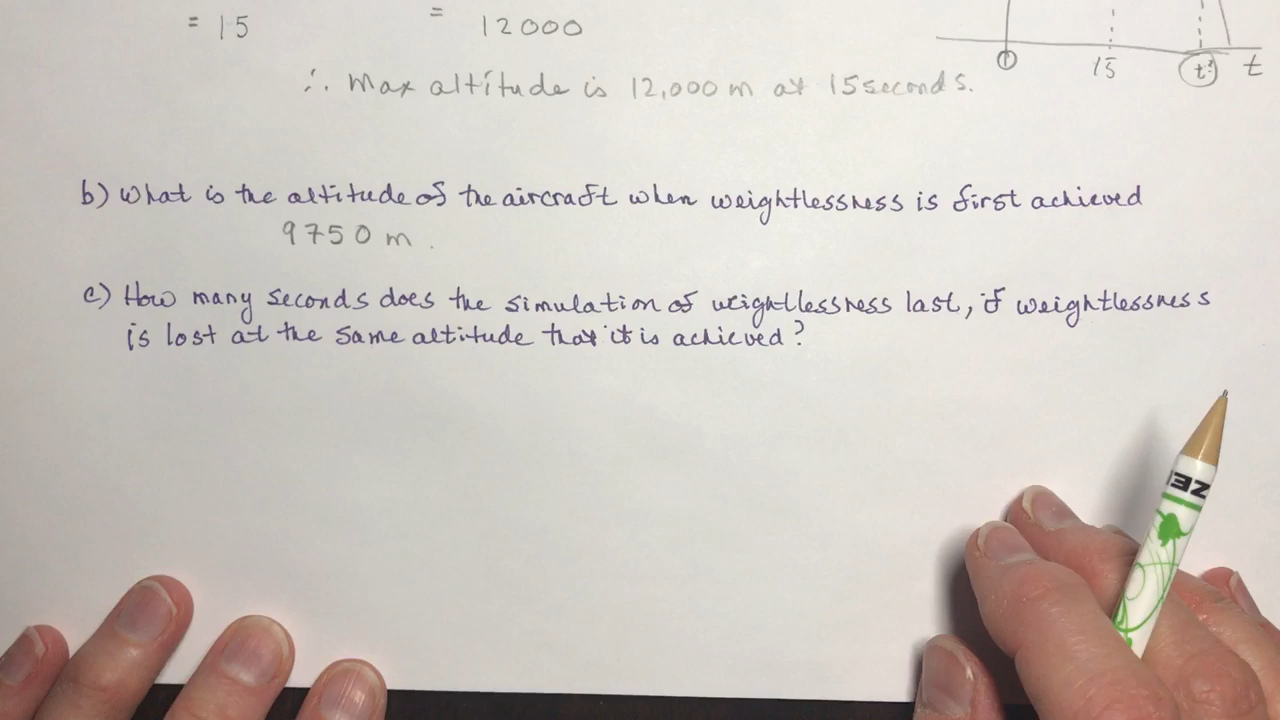 = 15 = 12000
∴ Max altitude is 12,000 m at 15 seconds.
0 15 t? t
b) What is the altitude of the aircraft when weightlessness is first achieved
9750 m.
c) How many seconds does the simulation of weightlessness last, if weightlessness
is lost at the same altitude that it is achieved?
ZE